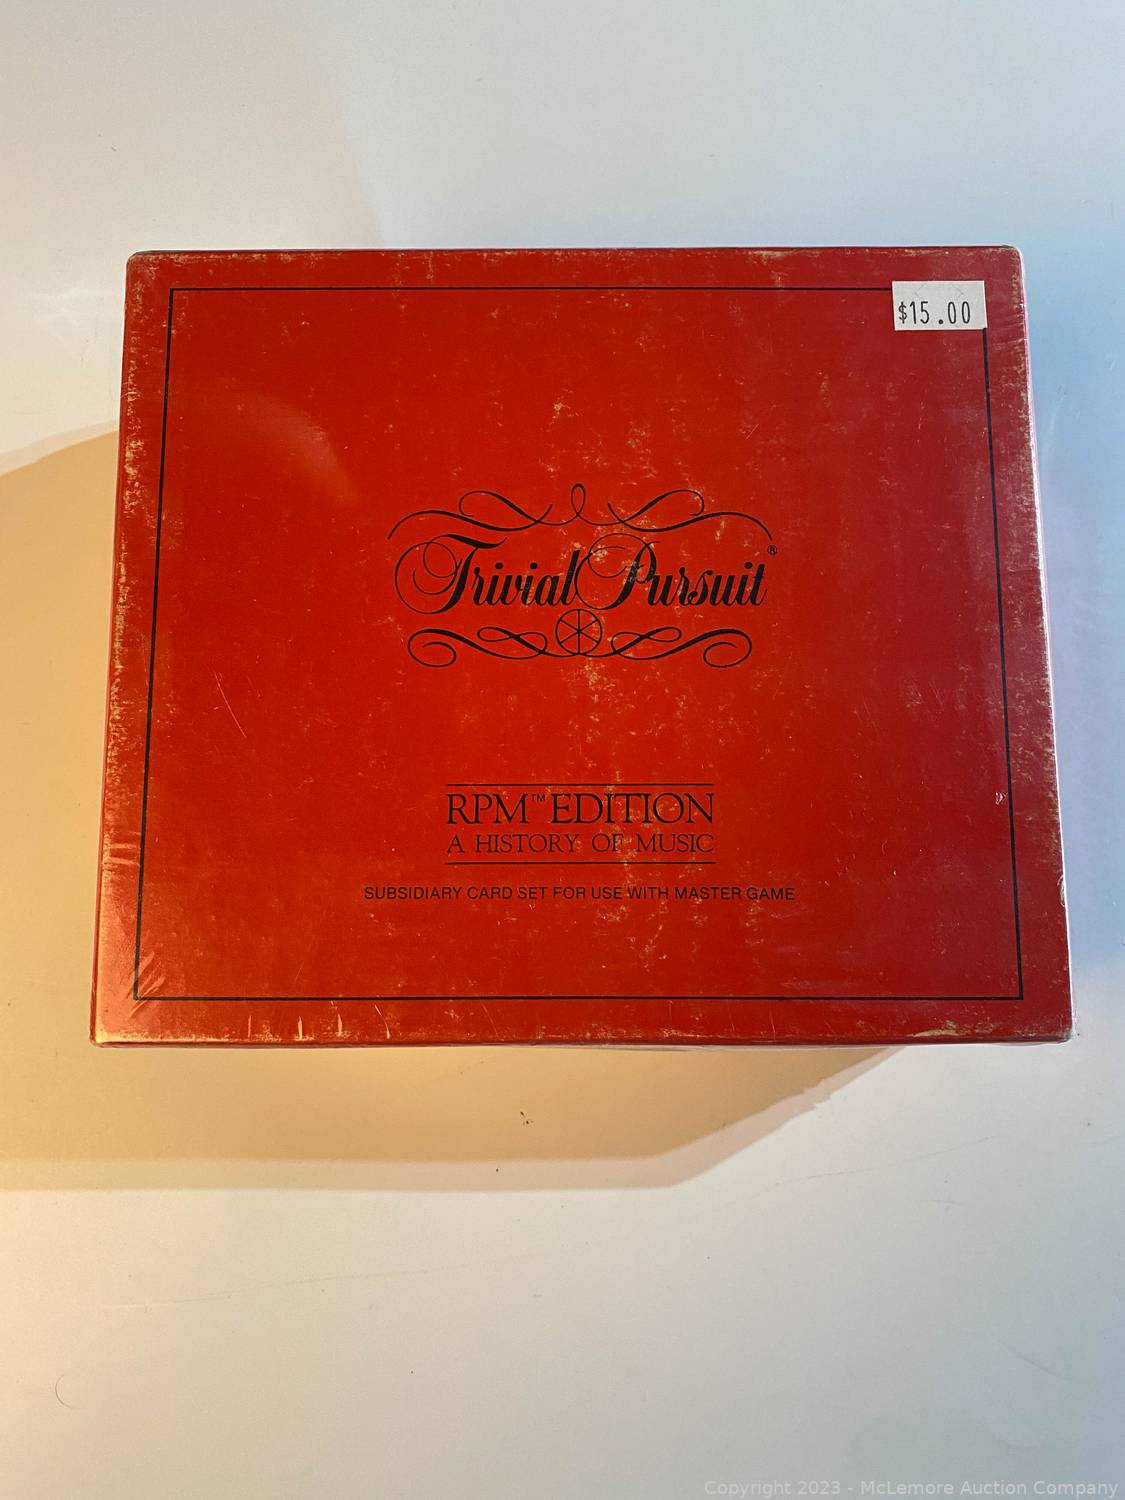 $15.00
Trivial Pursuit®
RPM™ EDITION
A HISTORY OF MUSIC
SUBSIDIARY CARD SET FOR USE WITH MASTER GAME
Copyright 2023 - McLemore Auction Company